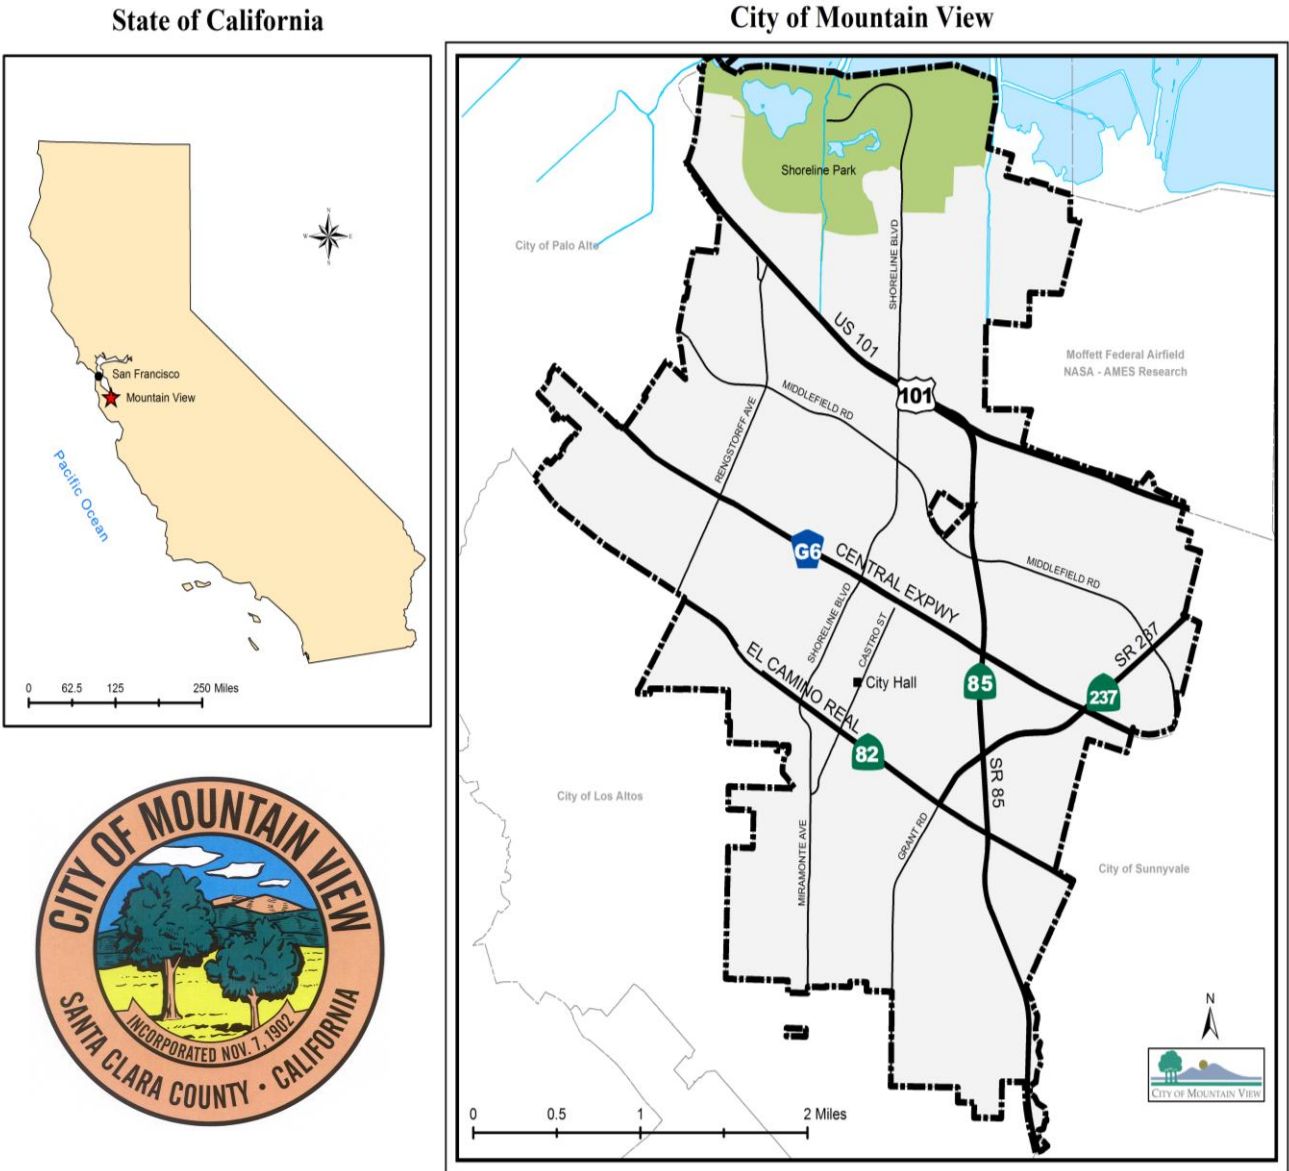 State of California
City of Mountain View
N
W E
S
San Francisco
Mountain View
Pacific Ocean
0 62.5 125 250 Miles
CITY OF MOUNTAIN VIEW
INCORPORATED NOV. 7, 1902
SANTA CLARA COUNTY • CALIFORNIA
Shoreline Park
City of Palo Alto
SHORELINE BLVD
US 101
101
Moffett Federal Airfield
NASA - AMES Research
MIDDLEFIELD RD
RENGSTORFF AVE
G6
CENTRAL EXPWY
MIDDLEFIELD RD
SHORELINE BLVD
CASTRO ST
SR 237
EL CAMINO REAL
City Hall
85
237
82
SR 85
City of Los Altos
MIRAMONTE AVE
GRANT RD
City of Sunnyvale
N
CITY OF MOUNTAIN VIEW
0 0.5 1 2 Miles